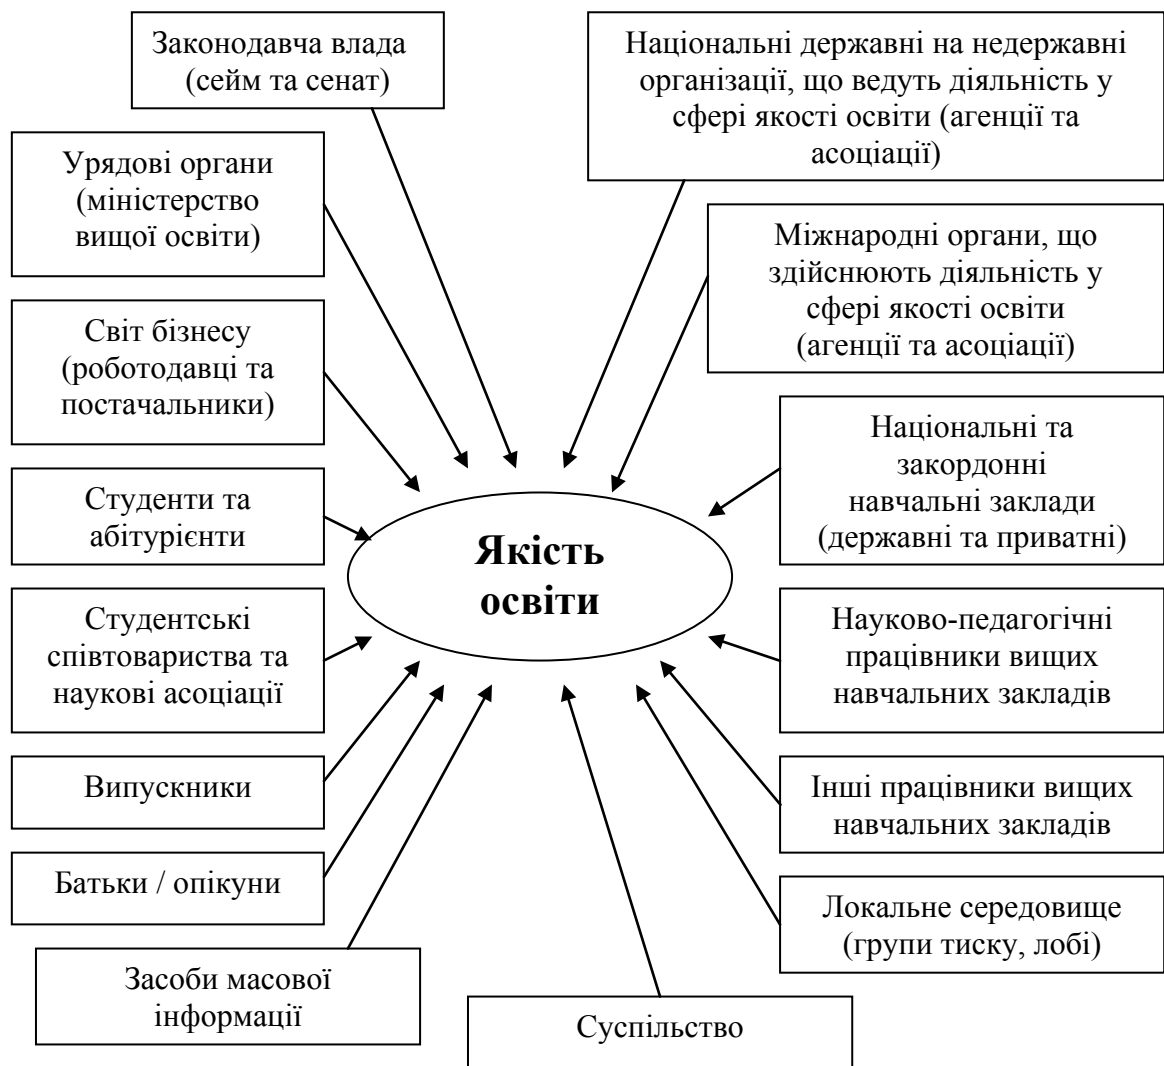 Законодавча влада
(сейм та сенат)
Національні державні на недержавні
організації, що ведуть діяльність у
сфері якості освіти (агенції та
асоціації)
Урядові органи
(міністерство
вищої освіти)
Міжнародні органи, що
здійснюють діяльність у
сфері якості освіти
(агенції та асоціації)
Світ бізнесу
(роботодавці та
постачальники)
Національні та
закордонні
навчальні заклади
(державні та приватні)
Студенти та
абітурієнти
Якість
освіти
Студентські
співтовариства та
наукові асоціації
Науково-педагогічні
працівники вищих
навчальних закладів
Випускники
Інші працівники вищих
навчальних закладів
Батьки / опікуни
Локальне середовище
(групи тиску, лобі)
Засоби масової
інформації
Суспільство